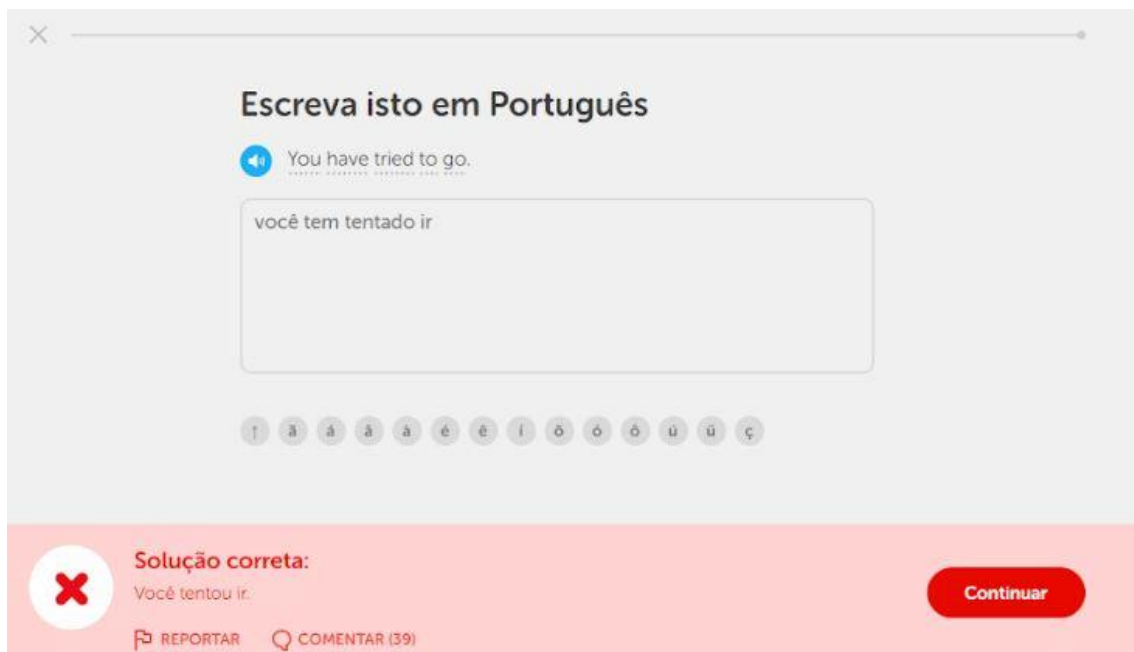 Escreva isto em Português
You have tried to go.
você tem tentado ir
↑ ã á â à é ê í õ ó ô ú ü ç
Solução correta:
Você tentou ir.
Continuar
REPORTAR COMENTAR (39)